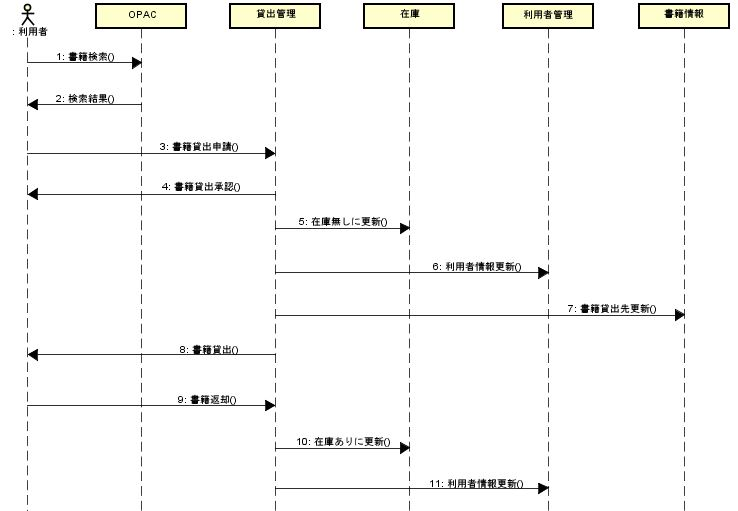 OPAC
貸出管理
在庫
利用者管理
書籍情報
: 利用者
1: 書籍検索()
2: 検索結果()
3: 書籍貸出申請()
4: 書籍貸出承認()
5: 在庫無しに更新()
6: 利用者情報更新()
7: 書籍貸出先更新()
8: 書籍貸出()
9: 書籍返却()
10: 在庫ありに更新()
11: 利用者情報更新()